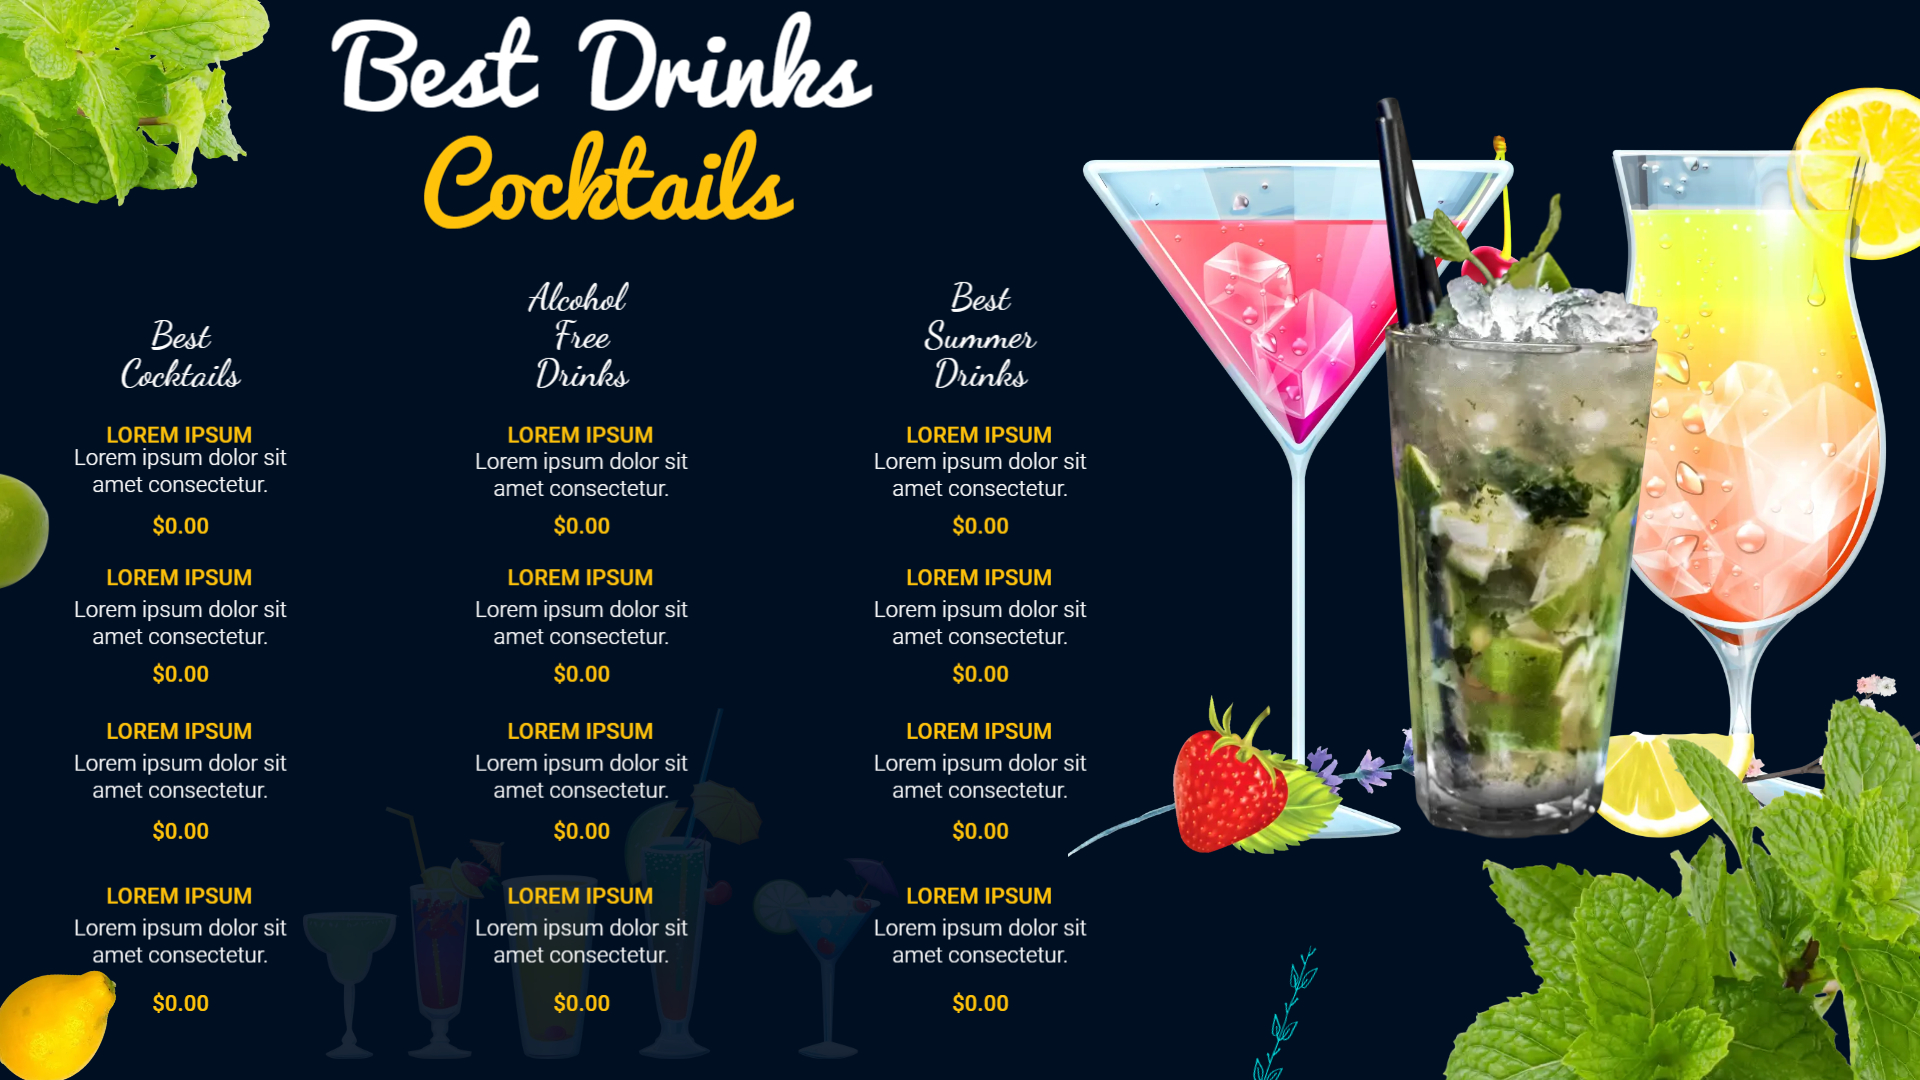 Best Drinks
Cocktails
Best
Cocktails
LOREM IPSUM
Lorem ipsum dolor sit
amet consectetur.
$0.00
LOREM IPSUM
Lorem ipsum dolor sit
amet consectetur.
$0.00
LOREM IPSUM
Lorem ipsum dolor sit
amet consectetur.
$0.00
LOREM IPSUM
Lorem ipsum dolor sit
amet consectetur.
$0.00
Alcohol
Free
Drinks
LOREM IPSUM
Lorem ipsum dolor sit
amet consectetur.
$0.00
LOREM IPSUM
Lorem ipsum dolor sit
amet consectetur.
$0.00
LOREM IPSUM
Lorem ipsum dolor sit
amet consectetur.
$0.00
LOREM IPSUM
Lorem ipsum dolor sit
amet consectetur.
$0.00
Best
Summer
Drinks
LOREM IPSUM
Lorem ipsum dolor sit
amet consectetur.
$0.00
LOREM IPSUM
Lorem ipsum dolor sit
amet consectetur.
$0.00
LOREM IPSUM
Lorem ipsum dolor sit
amet consectetur.
$0.00
LOREM IPSUM
Lorem ipsum dolor sit
amet consectetur.
$0.00